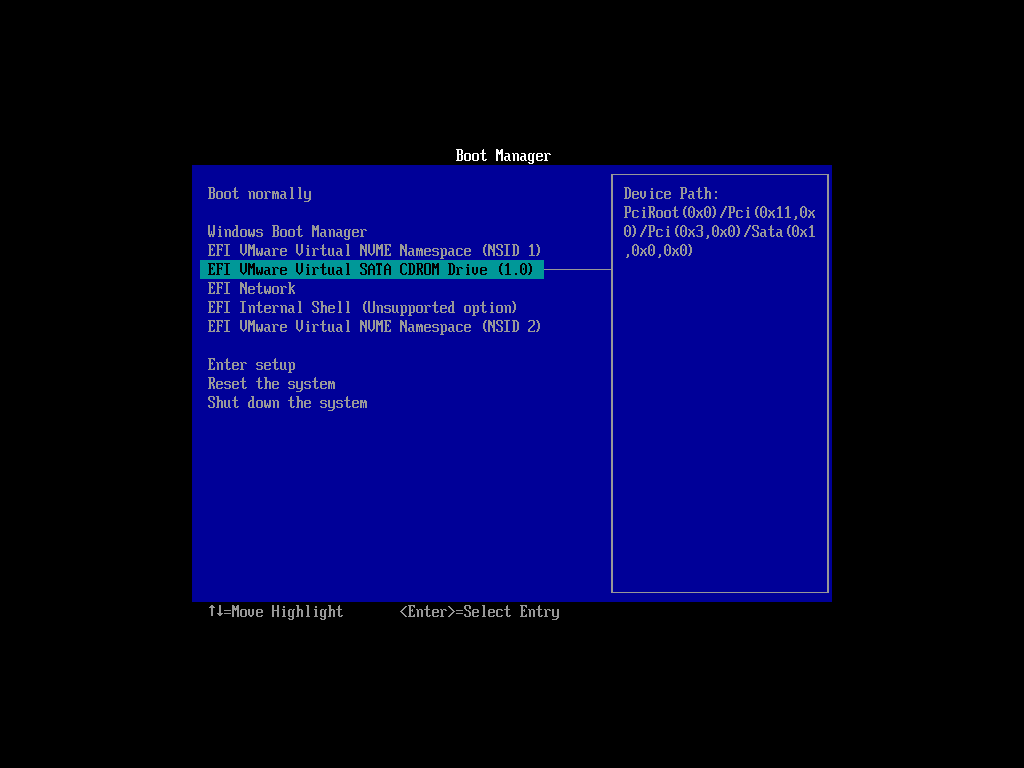 Boot Manager
Boot normally
Windows Boot Manager
EFI VMware Virtual NVME Namespace (NSID 1)
EFI VMware Virtual SATA CDROM Drive (1.0)
EFI Network
EFI Internal Shell (Unsupported option)
EFI VMware Virtual NVME Namespace (NSID 2)
Enter setup
Reset the system
Shut down the system
Device Path:
PciRoot(0x0)/Pci(0x11,0x
0)/Pci(0x3,0x0)/Sata(0x1
,0x0,0x0)
↑↓=Move Highlight
<Enter>=Select Entry